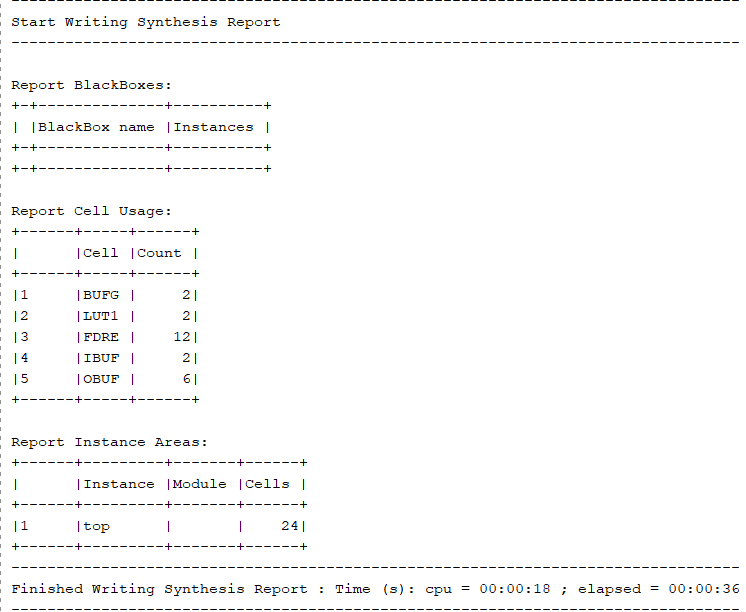 ---------------------------------------------------------------------------------
Start Writing Synthesis Report
---------------------------------------------------------------------------------
Report BlackBoxes:
+-+--------------+----------+
| |BlackBox name |Instances |
+-+--------------+----------+
+-+--------------+----------+
Report Cell Usage:
+------+-----+------+
|      |Cell |Count |
+------+-----+------+
|1     |BUFG |     2|
|2     |LUT1 |     2|
|3     |FDRE |    12|
|4     |IBUF |     2|
|5     |OBUF |     6|
+------+-----+------+
Report Instance Areas:
+------+---------+-------+------+
|      |Instance |Module |Cells |
+------+---------+-------+------+
|1     |top      |       |    24|
+------+---------+-------+------+
---------------------------------------------------------------------------------
Finished Writing Synthesis Report : Time (s): cpu = 00:00:18 ; elapsed = 00:00:36
---------------------------------------------------------------------------------